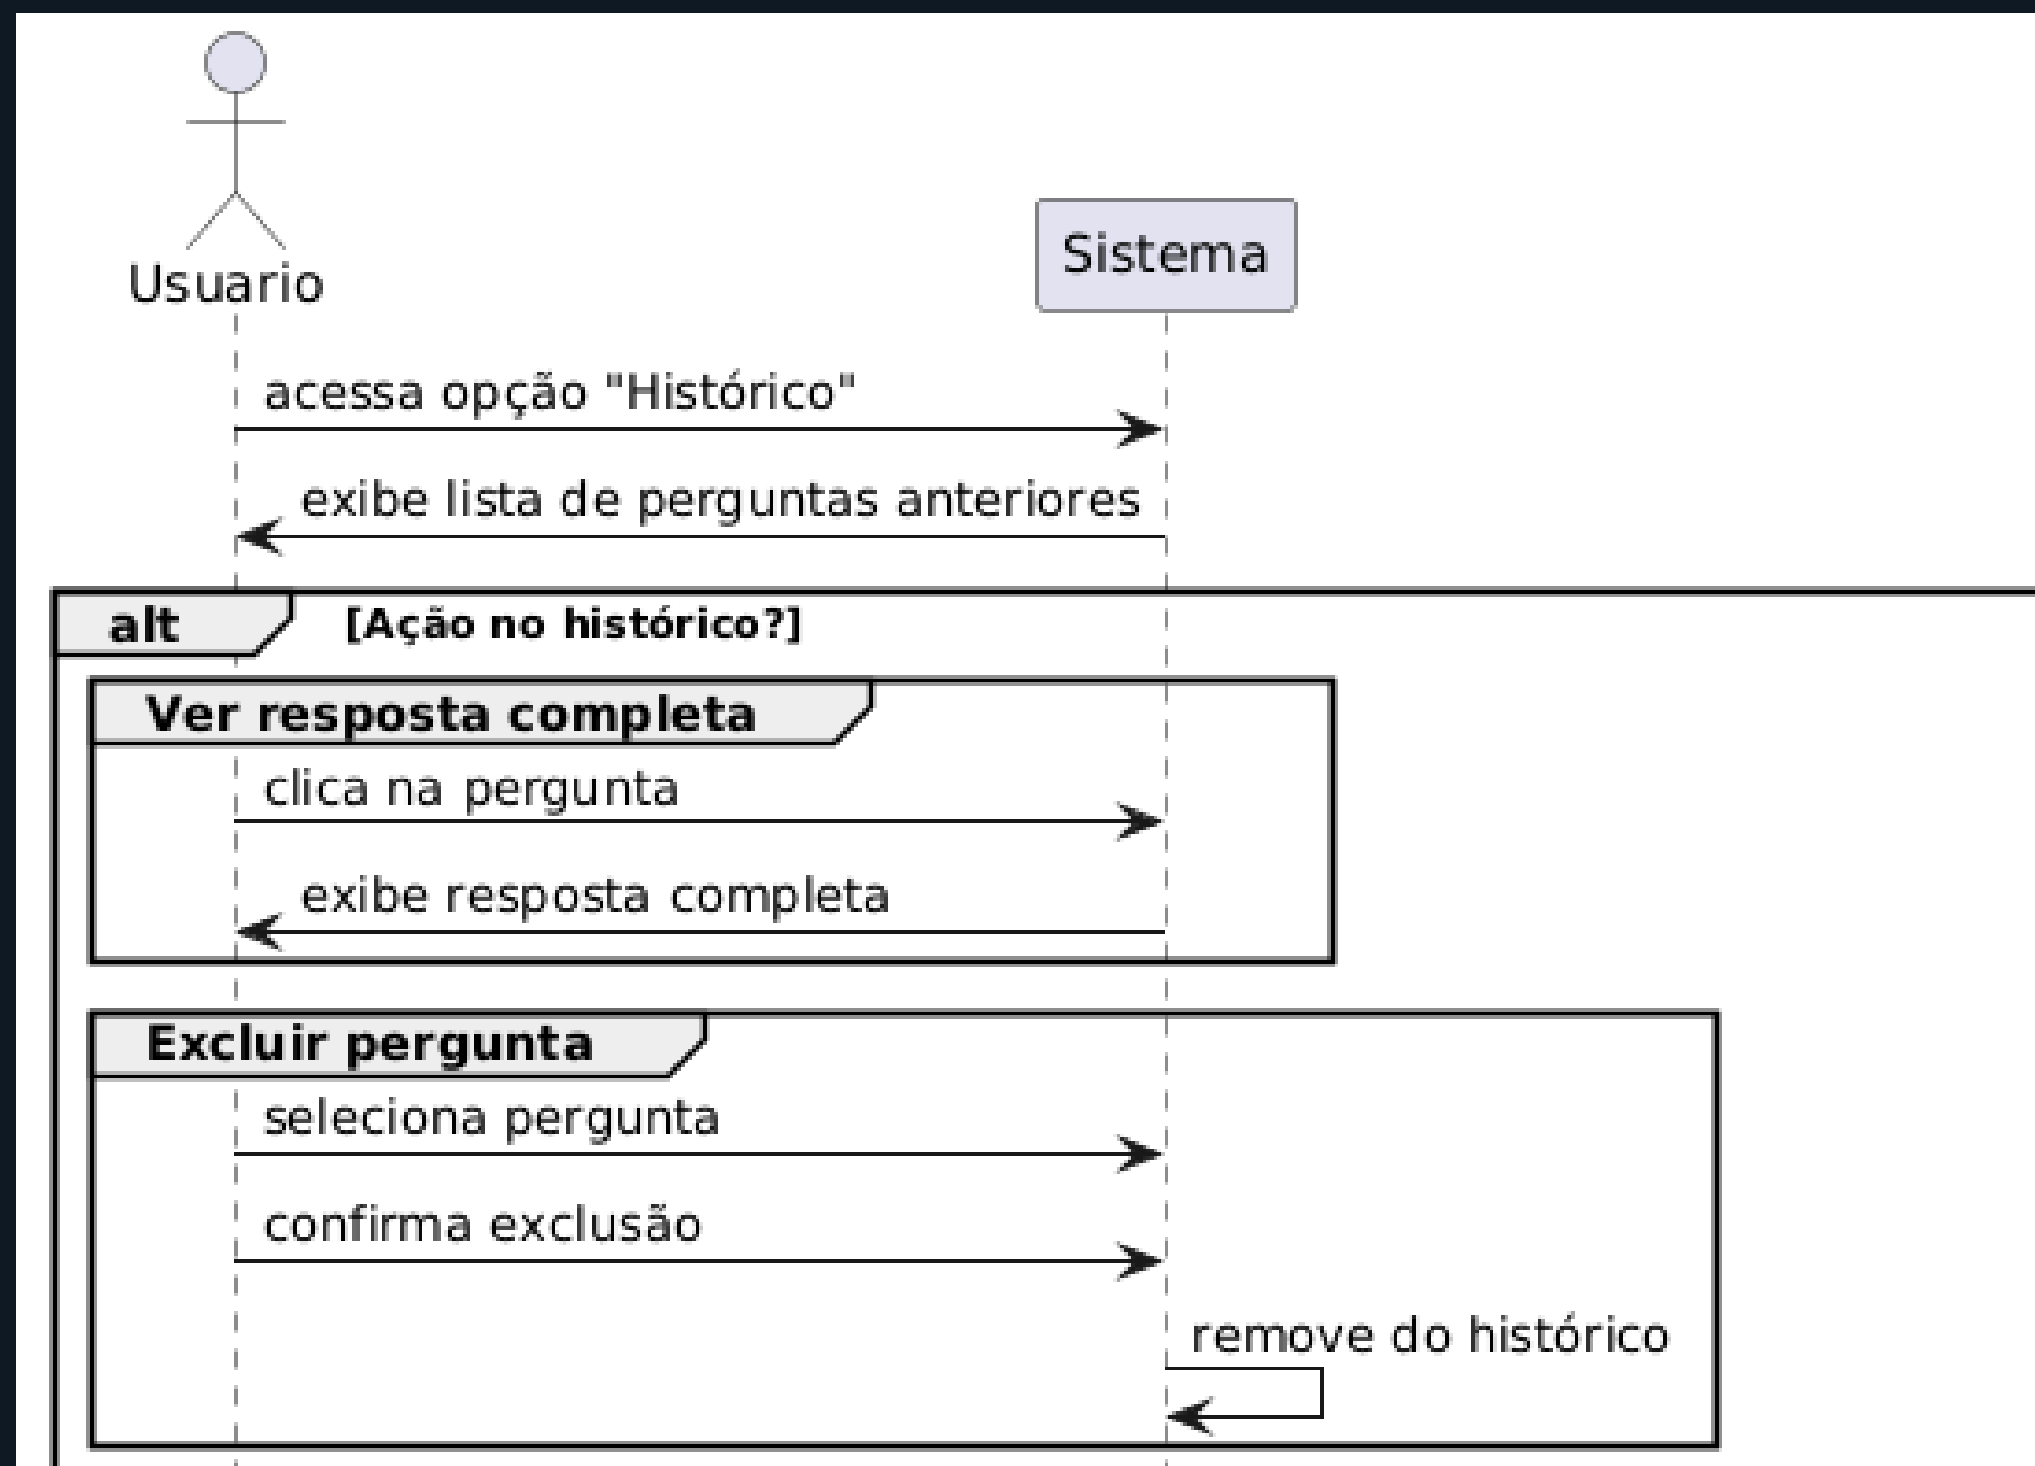 Usuario
Sistema
acessa opção "Histórico"
exibe lista de perguntas anteriores
alt [Ação no histórico?]
Ver resposta completa
clica na pergunta
exibe resposta completa
Excluir pergunta
seleciona pergunta
confirma exclusão
remove do histórico